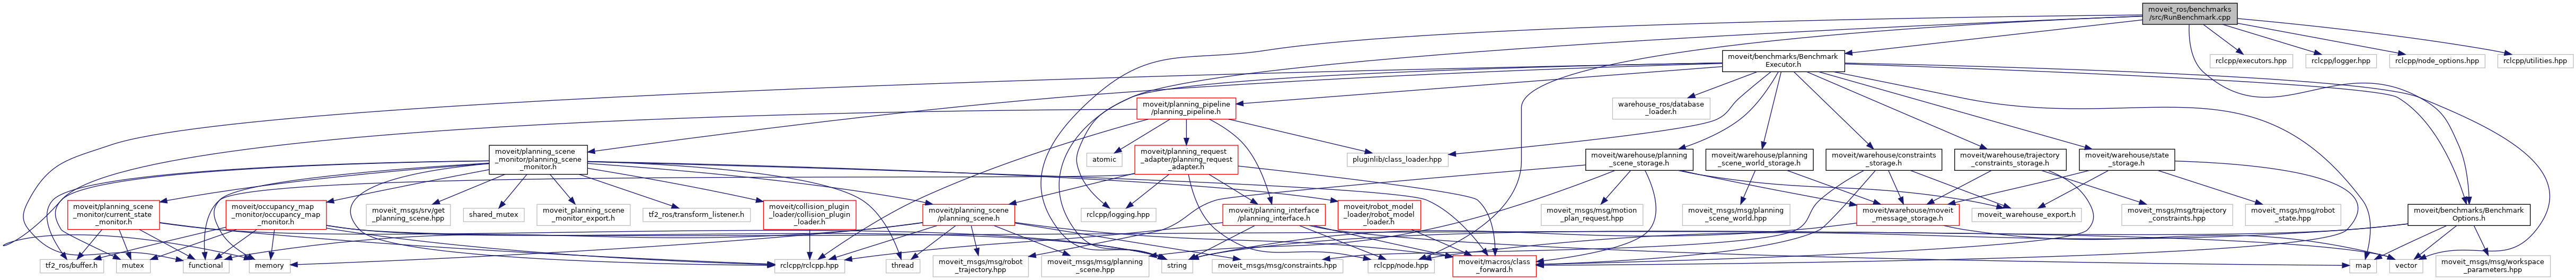 moveit_ros/benchmarks
/src/RunBenchmark.cpp
moveit/benchmarks/Benchmark
Executor.h
rclcpp/executors.hpp
rclcpp/logger.hpp
rclcpp/node_options.hpp
rclcpp/utilities.hpp
moveit/planning_pipeline
/planning_pipeline.h
warehouse_ros/database
_loader.h
moveit/planning_scene
_monitor/planning_scene
_monitor.h
atomic
moveit/planning_request
_adapter/planning_request
_adapter.h
pluginlib/class_loader.hpp
moveit/warehouse/planning
_scene_storage.h
moveit/warehouse/planning
_scene_world_storage.h
moveit/warehouse/constraints
_storage.h
moveit/warehouse/trajectory
_constraints_storage.h
moveit/warehouse/state
_storage.h
moveit/planning_scene
_monitor/current_state
_monitor.h
moveit/occupancy_map
_monitor/occupancy_map
_monitor.h
moveit_msgs/srv/get
_planning_scene.hpp
shared_mutex
moveit_planning_scene
_monitor_export.h
tf2_ros/transform_listener.h
moveit/collision_plugin
_loader/collision_plugin
_loader.h
moveit/planning_scene
/planning_scene.h
rclcpp/logging.hpp
moveit/planning_interface
/planning_interface.h
moveit/robot_model
_loader/robot_model
_loader.h
moveit_msgs/msg/motion
_plan_request.hpp
moveit_msgs/msg/planning
_scene_world.hpp
moveit/warehouse/moveit
_message_storage.h
moveit_warehouse_export.h
moveit_msgs/msg/trajectory
_constraints.hpp
moveit_msgs/msg/robot
_state.hpp
moveit/benchmarks/Benchmark
Options.h
tf2_ros/buffer.h
mutex
functional
memory
rclcpp/rclcpp.hpp
thread
moveit_msgs/msg/robot
_trajectory.hpp
moveit_msgs/msg/planning
_scene.hpp
string
moveit_msgs/msg/constraints.hpp
rclcpp/node.hpp
moveit/macros/class
_forward.h
map
vector
moveit_msgs/msg/workspace
_parameters.hpp